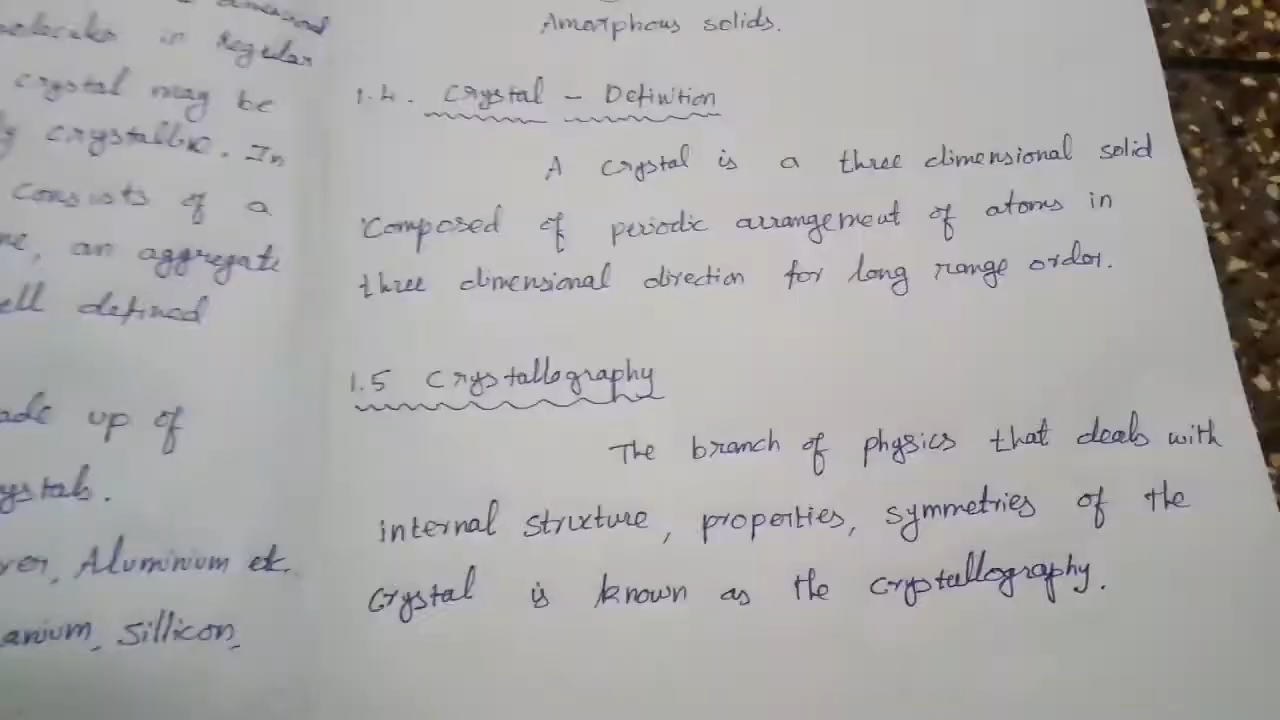 molecules in regular
crystal may be
crystallic. In
consists of a
an aggregate
defined
up of
Aluminium etc.
Sillicon,
Amorphous solids.
1.4. Crystal - Definition
A crystal is a three dimensional solid
composed of periodic arrangement of atoms in
three dimensional direction for long range order.
1.5 Crystallography
The branch of physics that deals with
internal structure, properties, symmetries of the
crystal is known as the crystallography.